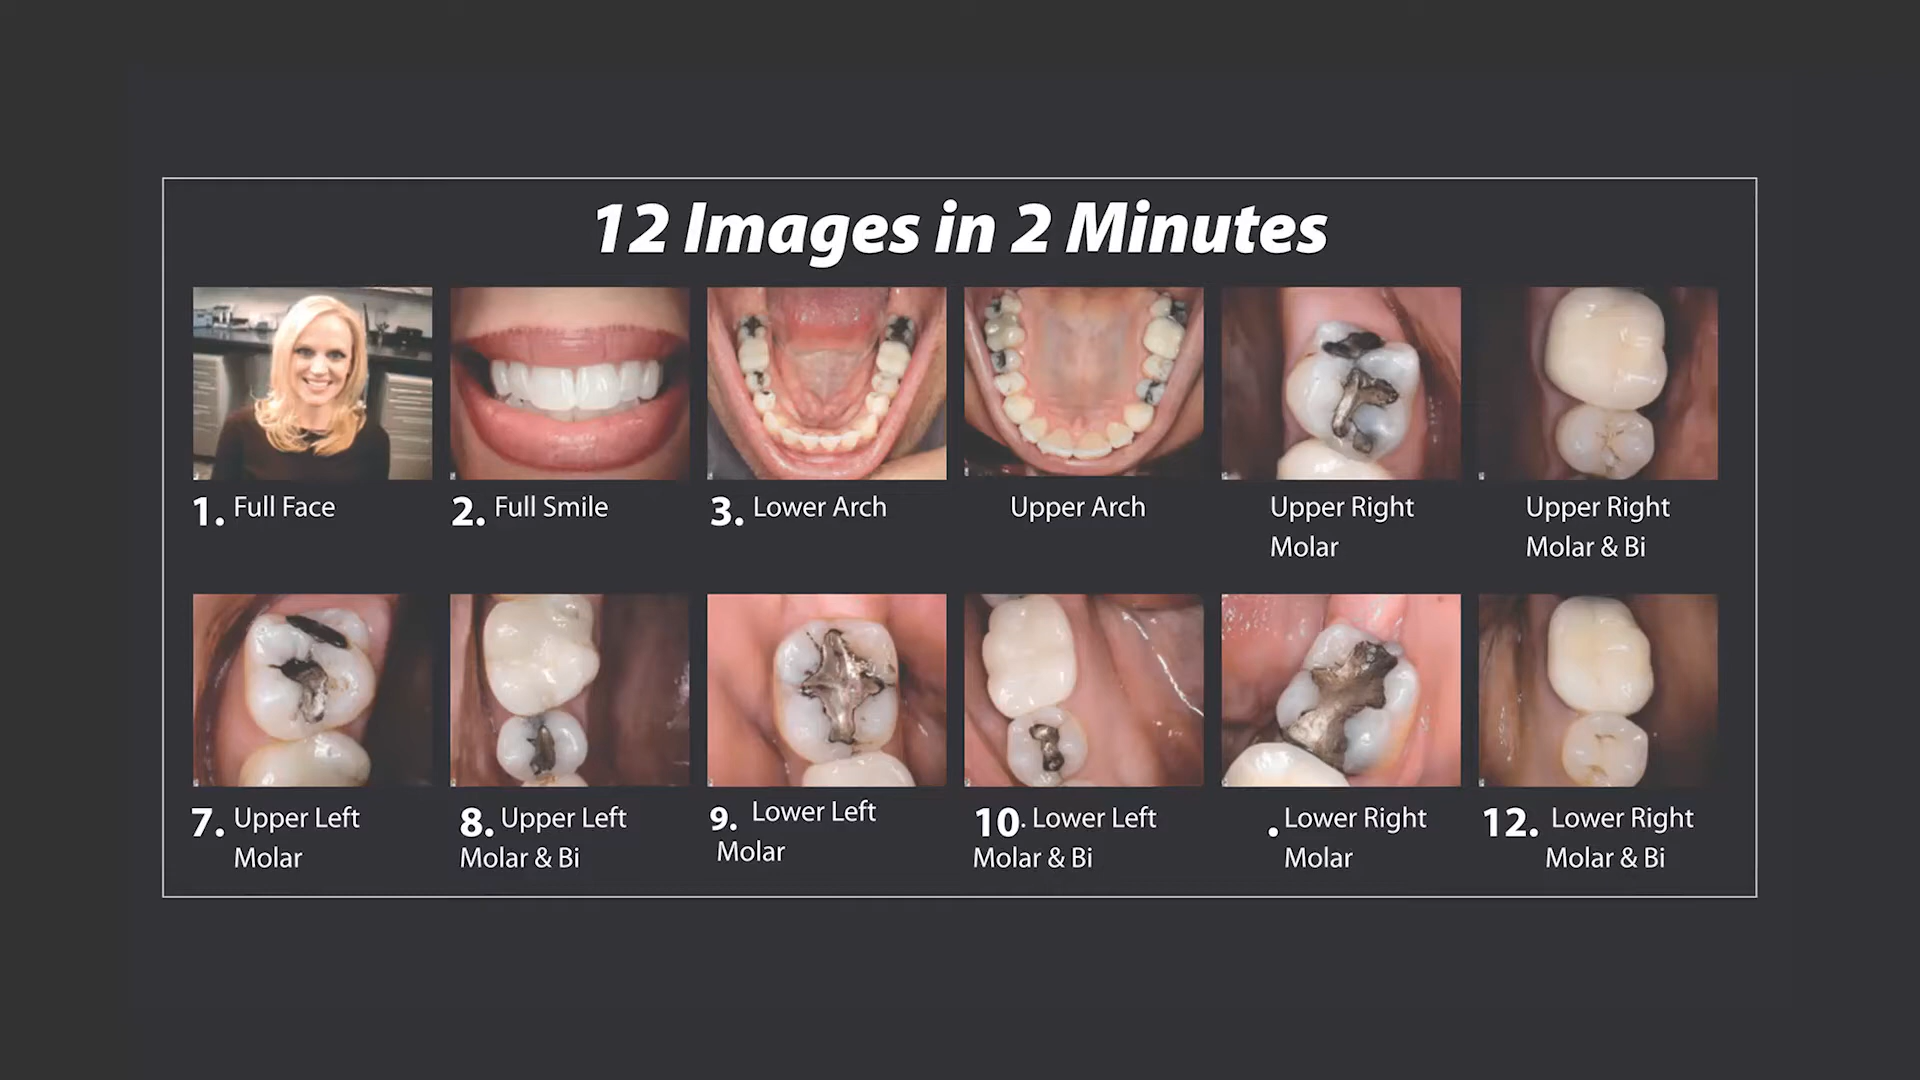 12 Images in 2 Minutes
1. Full Face
2. Full Smile
3. Lower Arch
Upper Arch
Upper Right
Molar
Upper Right
Molar & Bi
7. Upper Left
Molar
8. Upper Left
Molar & Bi
9. Lower Left
Molar
10. Lower Left
Molar & Bi
. Lower Right
Molar
12. Lower Right
Molar & Bi